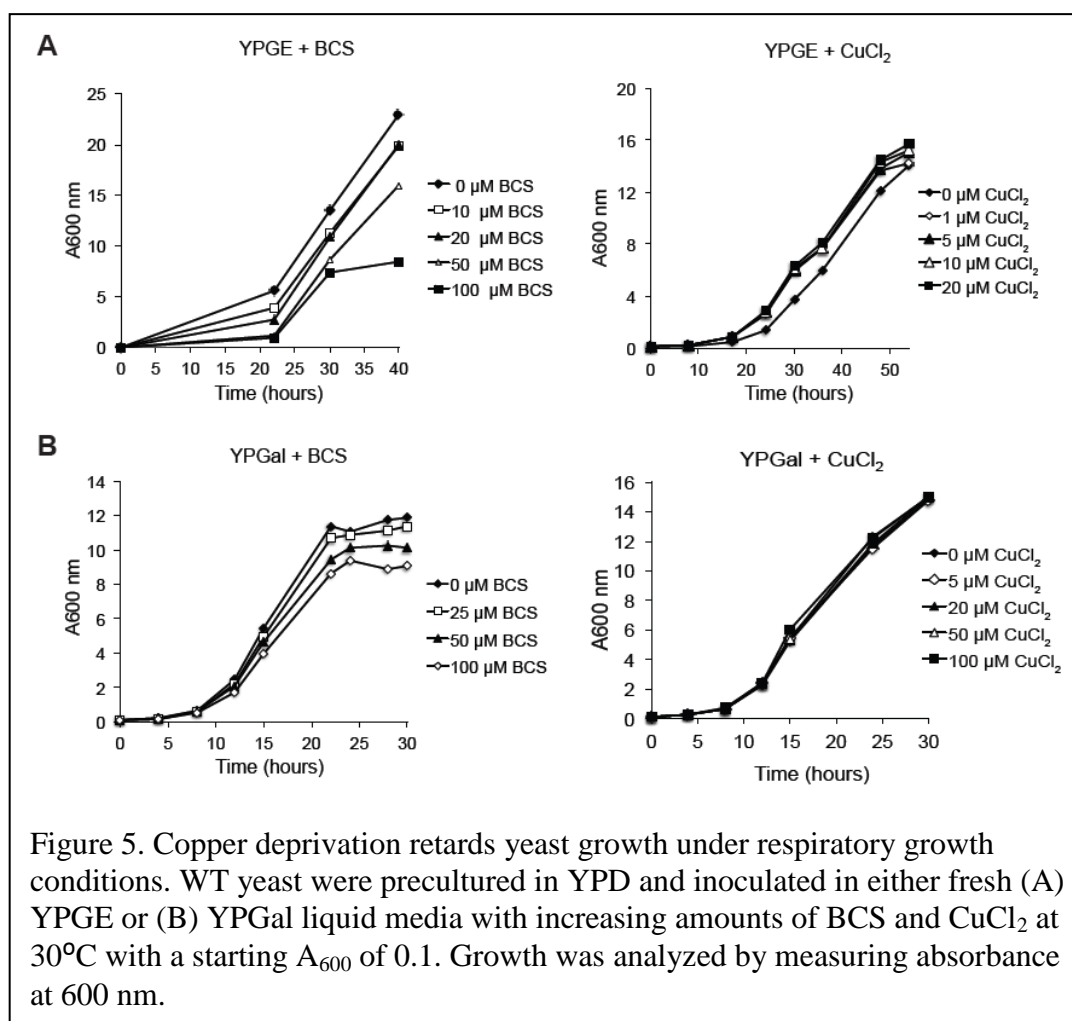 A
YPGE + BCS
A600 nm
25
20
15
10
5
0
0 5 10 15 20 25 30 35 40
Time (hours)
0 µM BCS
10 µM BCS
20 µM BCS
50 µM BCS
100 µM BCS
YPGE + CuCl₂
A600 nm
20
16
12
8
4
0
0 10 20 30 40 50
Time (hours)
0 µM CuCl₂
1 µM CuCl₂
5 µM CuCl₂
10 µM CuCl₂
20 µM CuCl₂
B
YPGal + BCS
A600 nm
14
12
10
8
6
4
2
0
0 5 10 15 20 25 30
Time (hours)
0 µM BCS
25 µM BCS
50 µM BCS
100 µM BCS
YPGal + CuCl₂
A600 nm
16
14
12
10
8
6
4
2
0
0 5 10 15 20 25 30
Time (hours)
0 µM CuCl₂
5 µM CuCl₂
20 µM CuCl₂
50 µM CuCl₂
100 µM CuCl₂
Figure 5. Copper deprivation retards yeast growth under respiratory growth
conditions. WT yeast were precultured in YPD and inoculated in either fresh (A)
YPGE or (B) YPGal liquid media with increasing amounts of BCS and CuCl₂ at
30°C with a starting A₆₀₀ of 0.1. Growth was analyzed by measuring absorbance
at 600 nm.